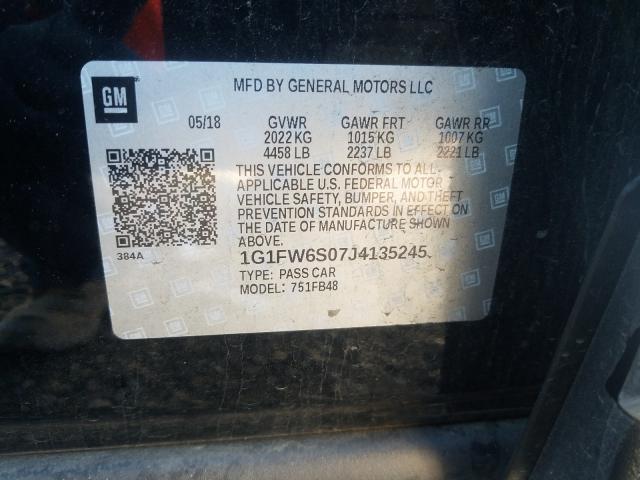 GM
MFD BY GENERAL MOTORS LLC
05/18 GVWR GAWR FRT GAWR RR
2022 KG 1015 KG 1007 KG
4458 LB 2237 LB 2221 LB
THIS VEHICLE CONFORMS TO ALL
APPLICABLE U.S. FEDERAL MOTOR
VEHICLE SAFETY, BUMPER, AND THEFT
PREVENTION STANDARDS IN EFFECT ON
THE DATE OF MANUFACTURE SHOWN
ABOVE.
384A
1G1FW6S07J4135245
TYPE: PASS CAR
MODEL: 751FB48